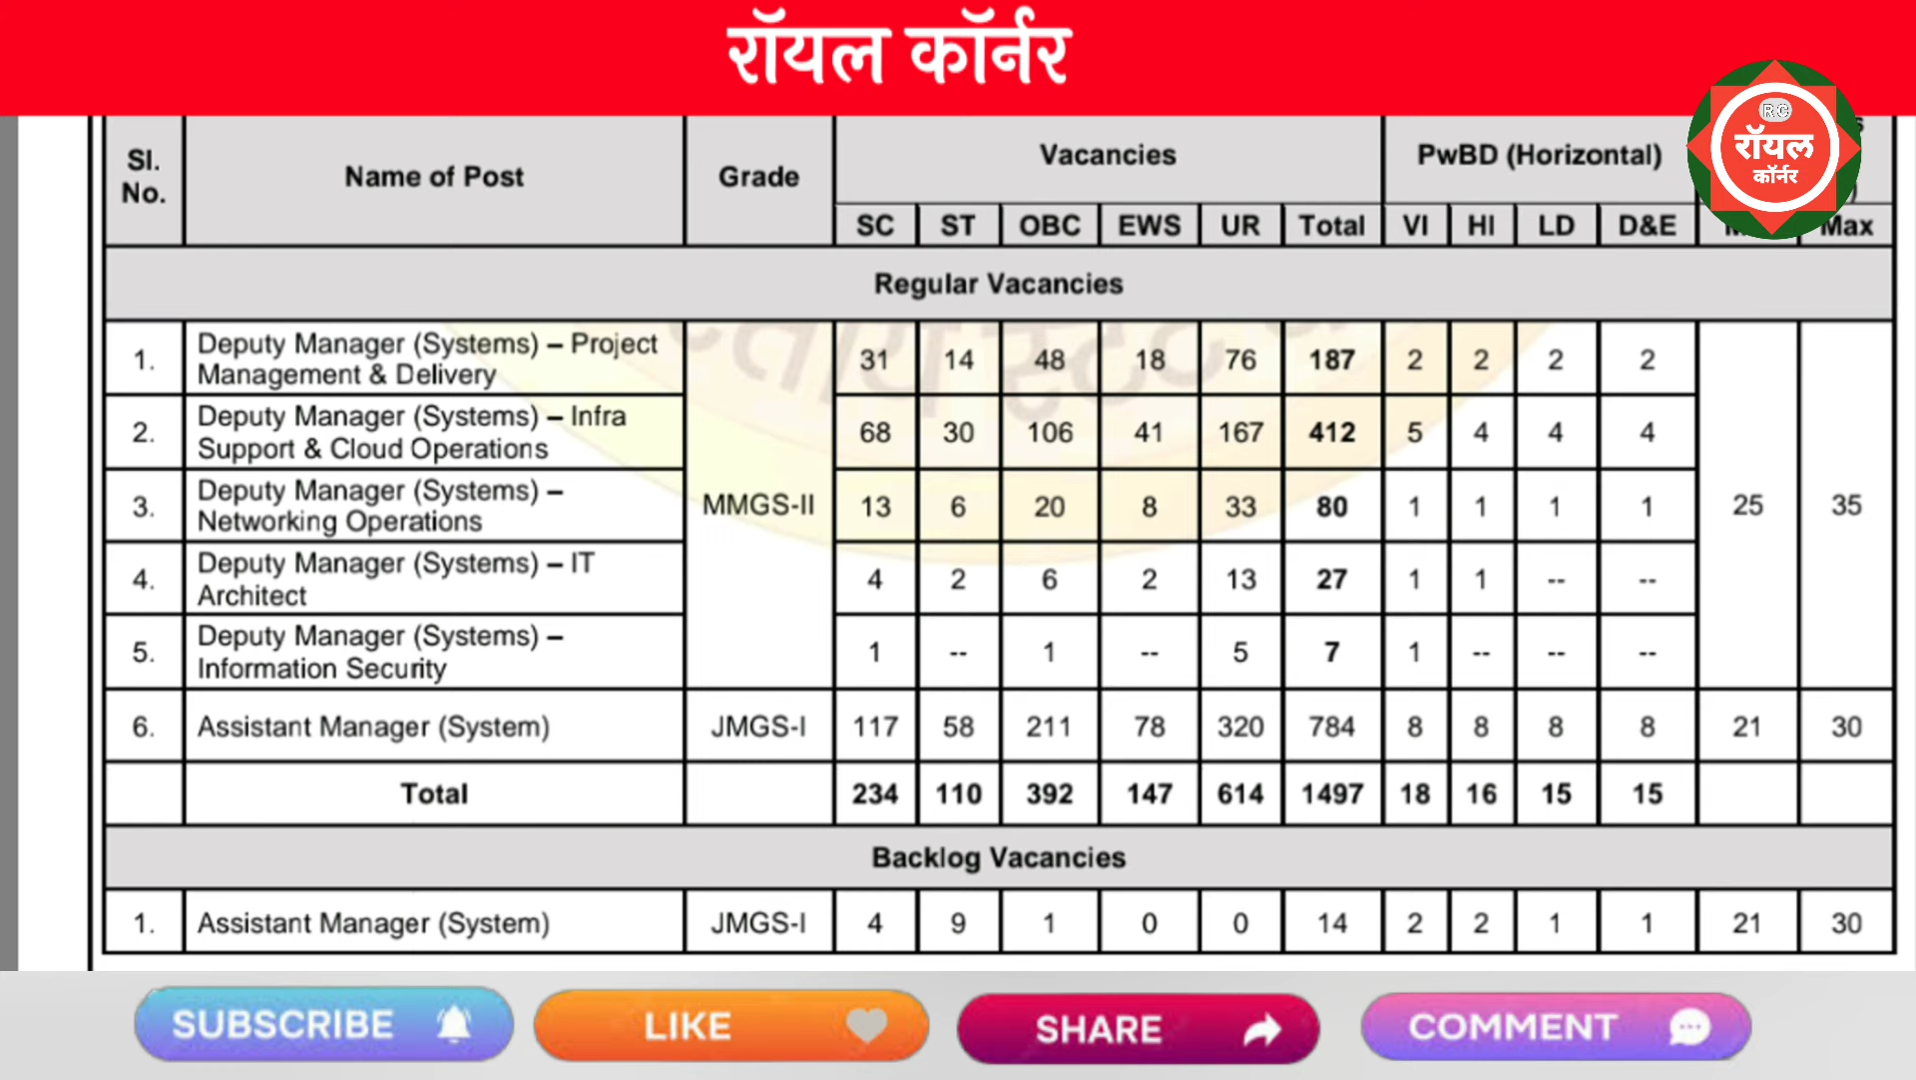 रॉयल कॉर्नर
RC
रॉयल
कॉर्नर
Sl. No. Name of Post Grade Vacancies PwBD (Horizontal)
SC ST OBC EWS UR Total VI HI LD D&E Max
Regular Vacancies
1. Deputy Manager (Systems) – Project Management & Delivery MMGS-II 31 14 48 18 76 187 2 2 2 2 25 35
2. Deputy Manager (Systems) – Infra Support & Cloud Operations 68 30 106 41 167 412 5 4 4 4
3. Deputy Manager (Systems) – Networking Operations 13 6 20 8 33 80 1 1 1 1
4. Deputy Manager (Systems) – IT Architect 4 2 6 2 13 27 1 1 -- --
5. Deputy Manager (Systems) – Information Security 1 -- 1 -- 5 7 1 -- -- --
6. Assistant Manager (System) JMGS-I 117 58 211 78 320 784 8 8 8 8 21 30
Total 234 110 392 147 614 1497 18 16 15 15
Backlog Vacancies
1. Assistant Manager (System) JMGS-I 4 9 1 0 0 14 2 2 1 1 21 30
SUBSCRIBE LIKE SHARE COMMENT